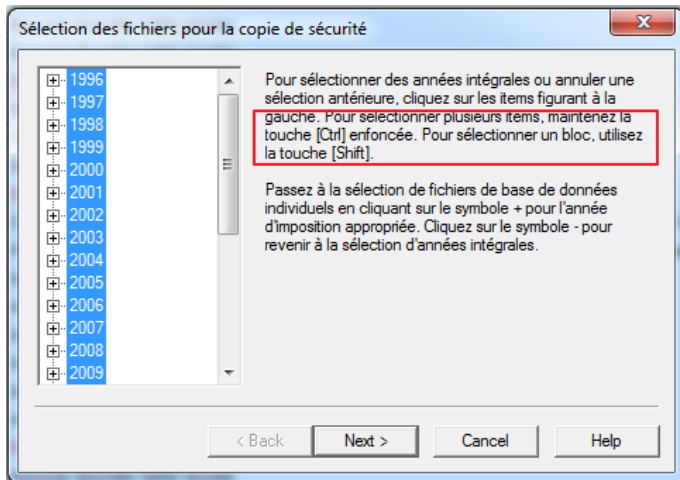 Sélection des fichiers pour la copie de sécurité
1996
1997
1998
1999
2000
2001
2002
2003
2004
2005
2006
2007
2008
2009
Pour sélectionner des années intégrales ou annuler une
sélection antérieure, cliquez sur les items figurant à la
gauche. Pour sélectionner plusieurs items, maintenez la
touche [Ctrl] enfoncée. Pour sélectionner un bloc, utilisez
la touche [Shift].
Passez à la sélection de fichiers de base de données
individuels en cliquant sur le symbole + pour l'année
d'imposition appropriée. Cliquez sur le symbole - pour
revenir à la sélection d'années intégrales.
< Back
Next >
Cancel
Help